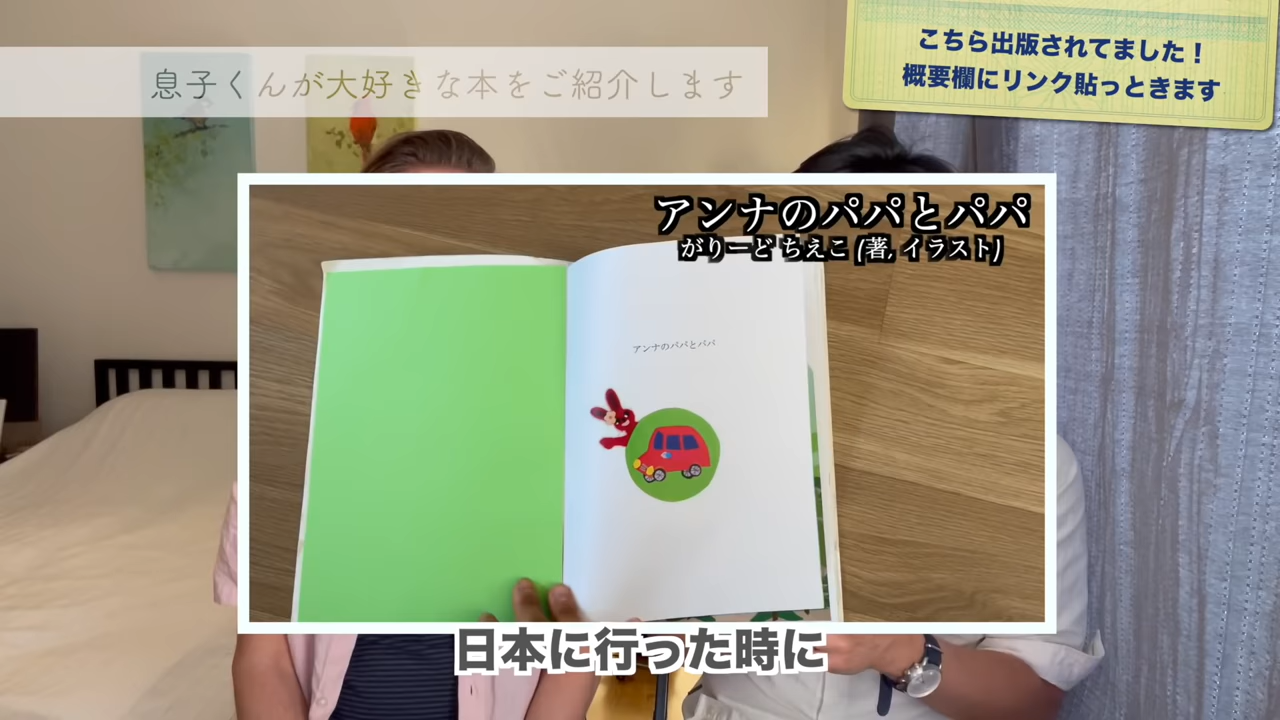 息子くんが大好きな本をご紹介します
こちら出版されてました！
概要欄にリンク貼っときます
アンナのパパとパパ
がりーど ちえこ (著, イラスト)
アンナのパパとパパ
日本に行った時に